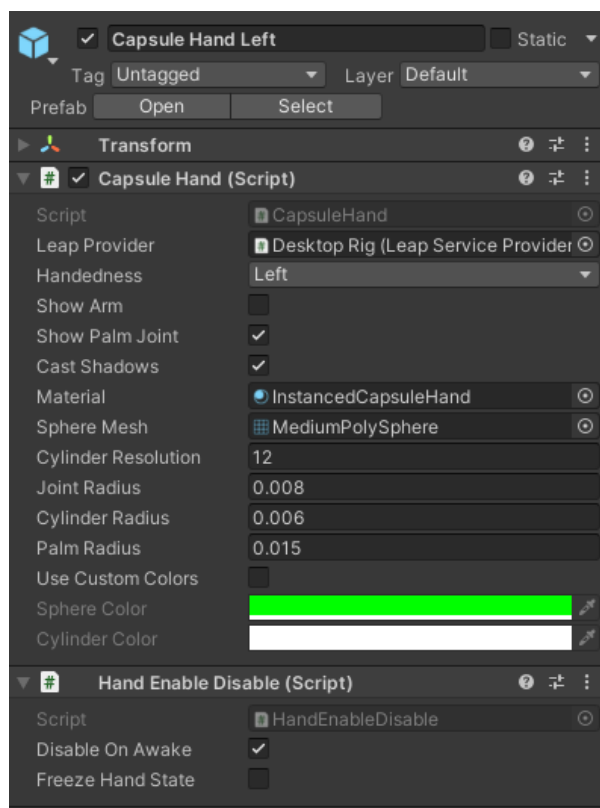 Capsule Hand Left Static
Tag Untagged Layer Default
Prefab Open Select
Transform
# Capsule Hand (Script)
Script # CapsuleHand
Leap Provider # Desktop Rig (Leap Service Provider
Handedness Left
Show Arm
Show Palm Joint
Cast Shadows
Material InstancedCapsuleHand
Sphere Mesh MediumPolySphere
Cylinder Resolution 12
Joint Radius 0.008
Cylinder Radius 0.006
Palm Radius 0.015
Use Custom Colors
Sphere Color
Cylinder Color
# Hand Enable Disable (Script)
Script # HandEnableDisable
Disable On Awake
Freeze Hand State